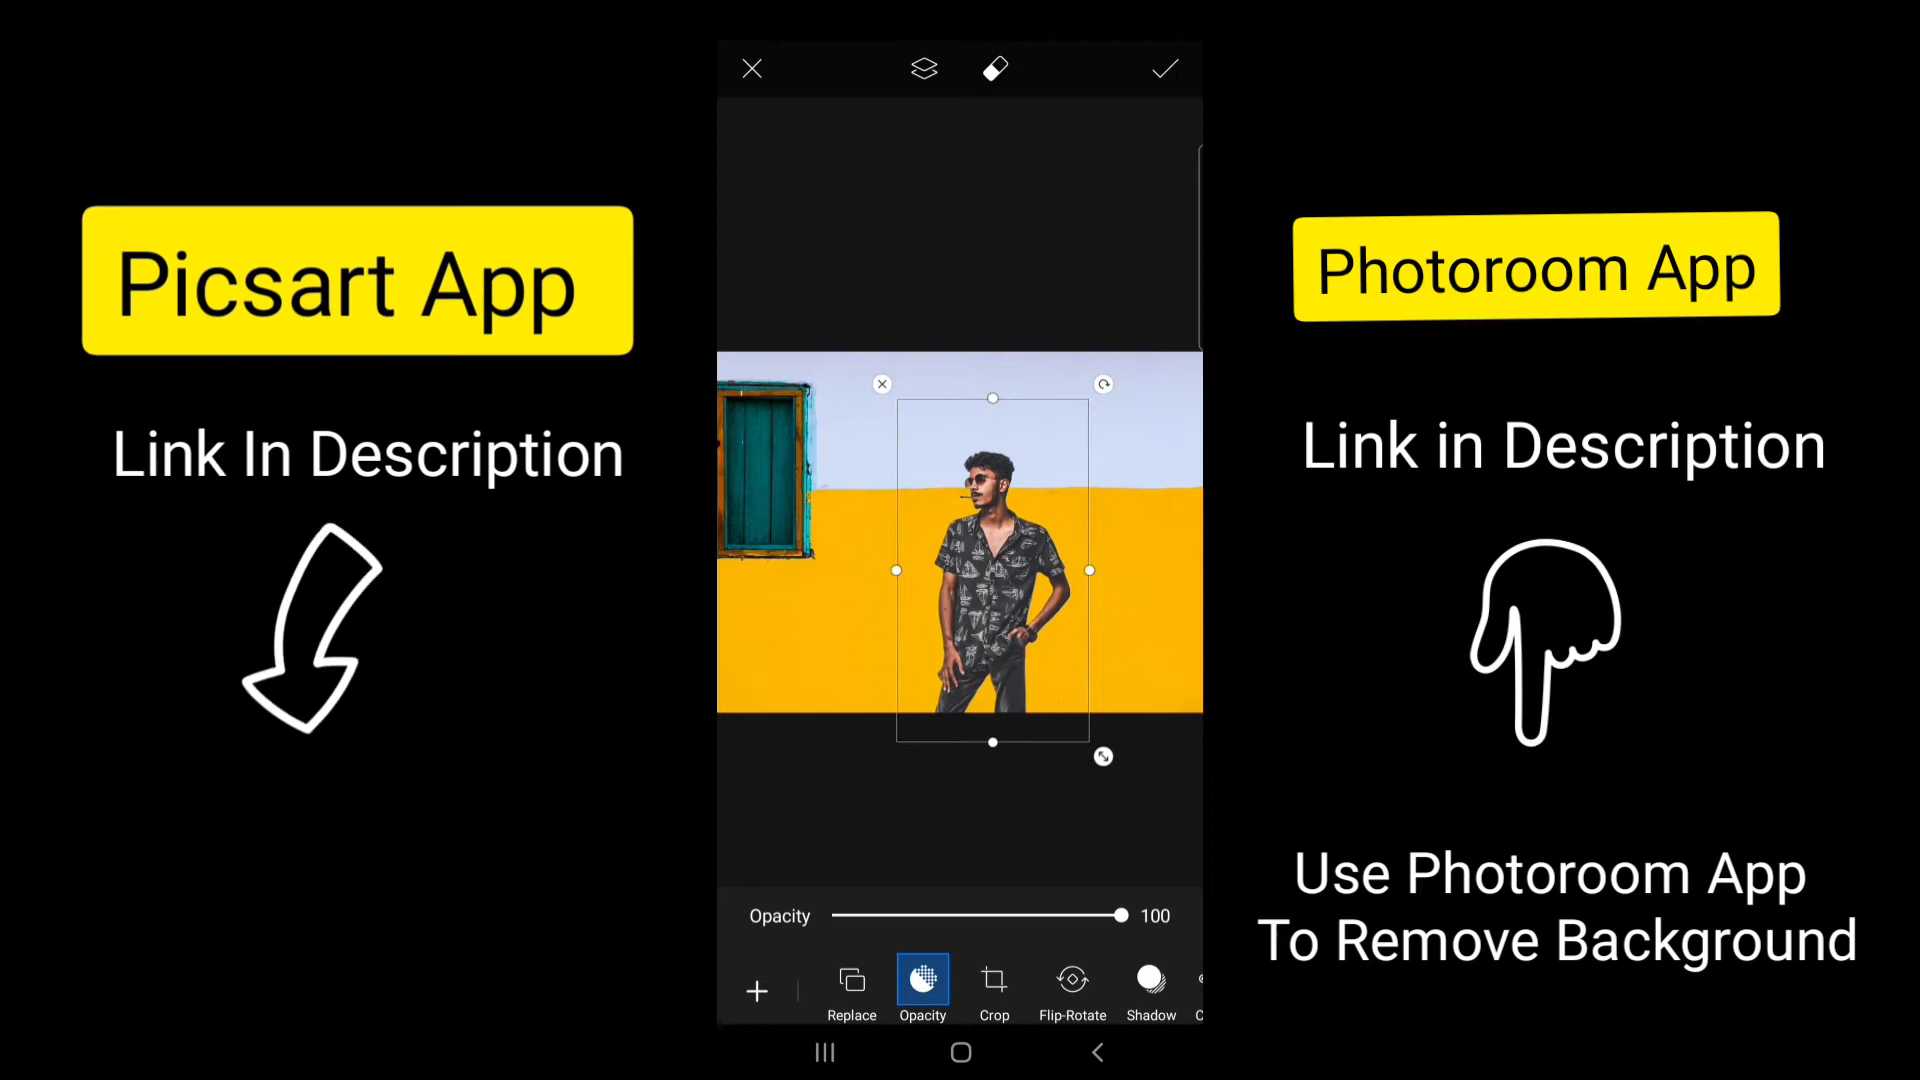 Picsart App
Link In Description
Photoroom App
Link in Description
Use Photoroom App
To Remove Background
Opacity 100
Replace Opacity Crop Flip-Rotate Shadow